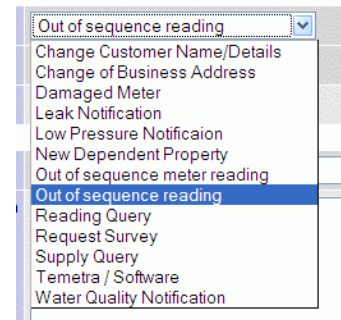 Out of sequence reading
Change Customer Name/Details
Change of Business Address
Damaged Meter
Leak Notification
Low Pressure Notificaion
New Dependent Property
Out of sequence meter reading
Out of sequence reading
Reading Query
Request Survey
Supply Query
Temetra / Software
Water Quality Notification